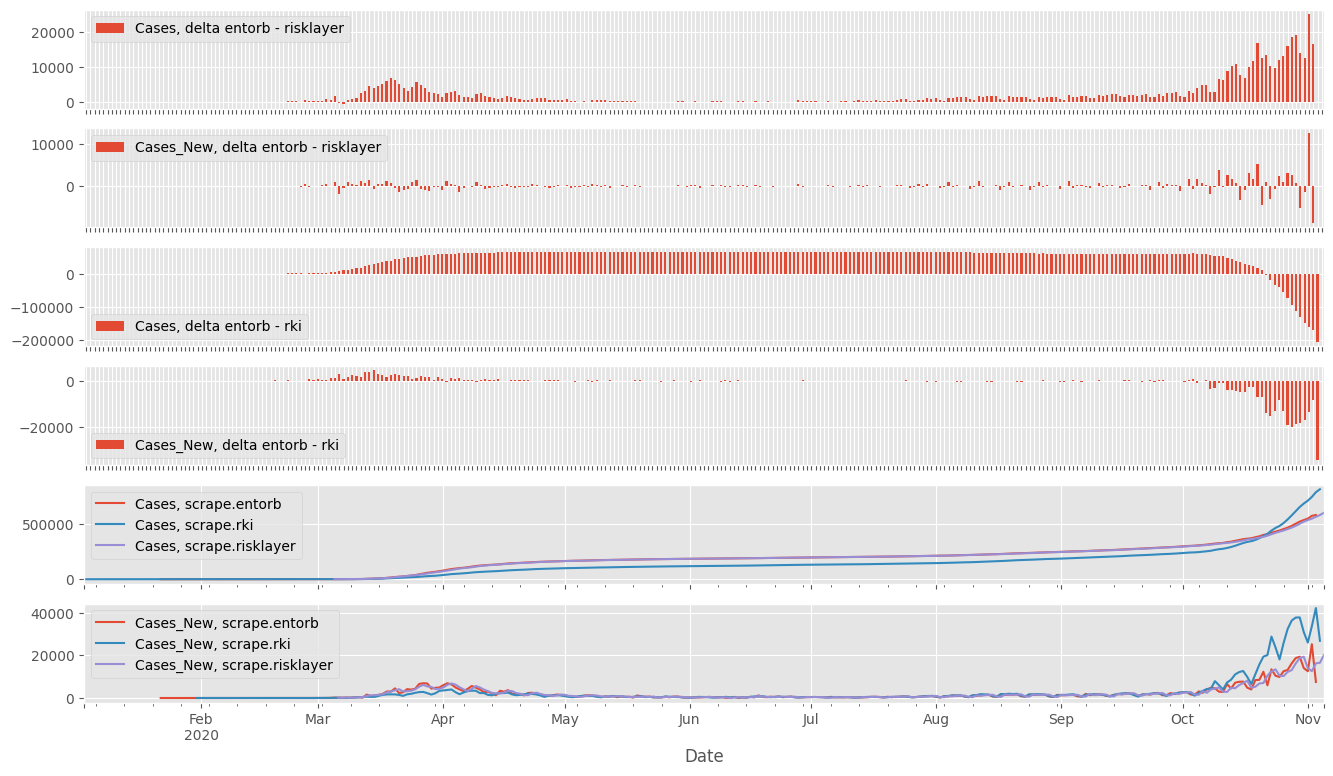 Cases, delta entorb - risklayer
20000
10000
0
Cases_New, delta entorb - risklayer
10000
0
0
−100000
−200000
Cases, delta entorb - rki
0
−20000
Cases_New, delta entorb - rki
Cases, scrape.entorb
Cases, scrape.rki
Cases, scrape.risklayer
500000
0
Cases_New, scrape.entorb
Cases_New, scrape.rki
Cases_New, scrape.risklayer
40000
20000
0
Feb Mar Apr May Jun Jul Aug Sep Oct Nov
2020
Date